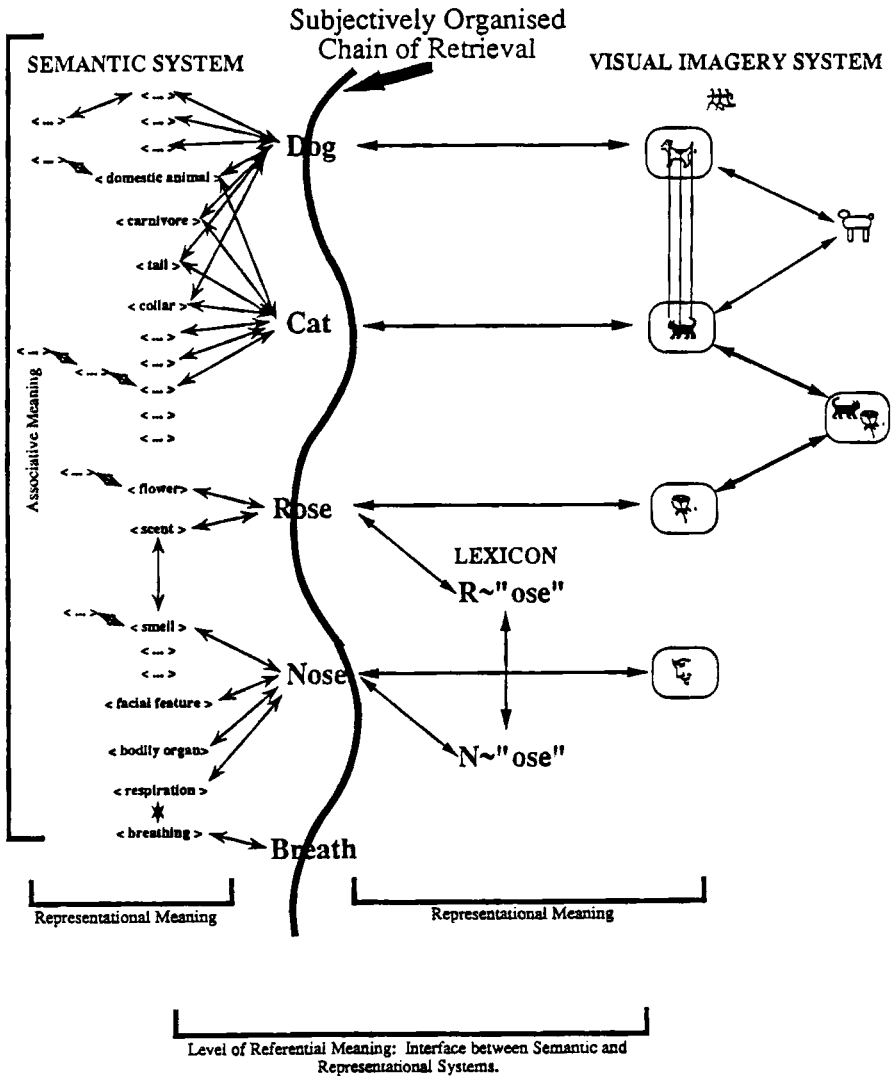 Subjectively Organised
Chain of Retrieval
SEMANTIC SYSTEM
VISUAL IMAGERY SYSTEM
< ... >
< ... >
< ... >
< ... >
Dog
< ... >
< domestic animal >
< carnivore >
< tail >
< collar >
Cat
< ... >
< ... >
< ... >
< ... >
< ... >
< ... >
< ... >
Associative Meaning
< ... >
< flower >
Rose
< scent >
LEXICON
R~"ose"
< ... >
< smell >
< ... >
< ... >
Nose
< facial feature >
< bodily organ >
N~"ose"
< respiration >
< breathing >
Breath
Representational Meaning
Representational Meaning
Level of Referential Meaning: Interface between Semantic and
Representational Systems.